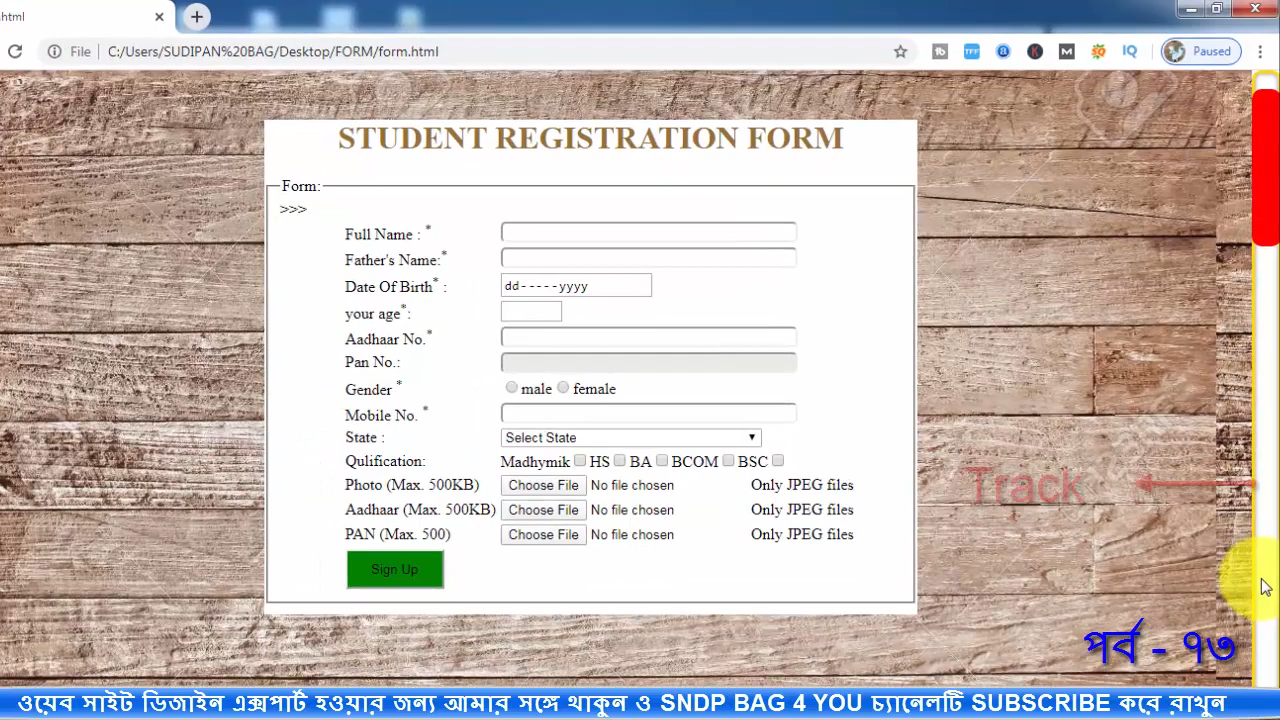 html
File C:/Users/SUDIPAN%20BAG/Desktop/FORM/form.html
TFF
a
K
M
SQ
IQ
Paused
STUDENT REGISTRATION FORM
Form:
>>>
Full Name : *
Father's Name:*
Date Of Birth* : dd-----yyyy
your age*:
Aadhaar No.*
Pan No.:
Gender * male female
Mobile No. *
State : Select State
Qulification: Madhymik HS BA BCOM BSC
Photo (Max. 500KB) Choose File No file chosen Only JPEG files
Aadhaar (Max. 500KB) Choose File No file chosen Only JPEG files
PAN (Max. 500) Choose File No file chosen Only JPEG files
Sign Up
Track
পর্ব - ৭৩
ওয়েব সাইট ডিজাইন এক্সপার্ট হওয়ার জন্য আমার সঙ্গে থাকুন ও SNDP BAG 4 YOU চ্যানেলটি SUBSCRIBE করে রাখুন